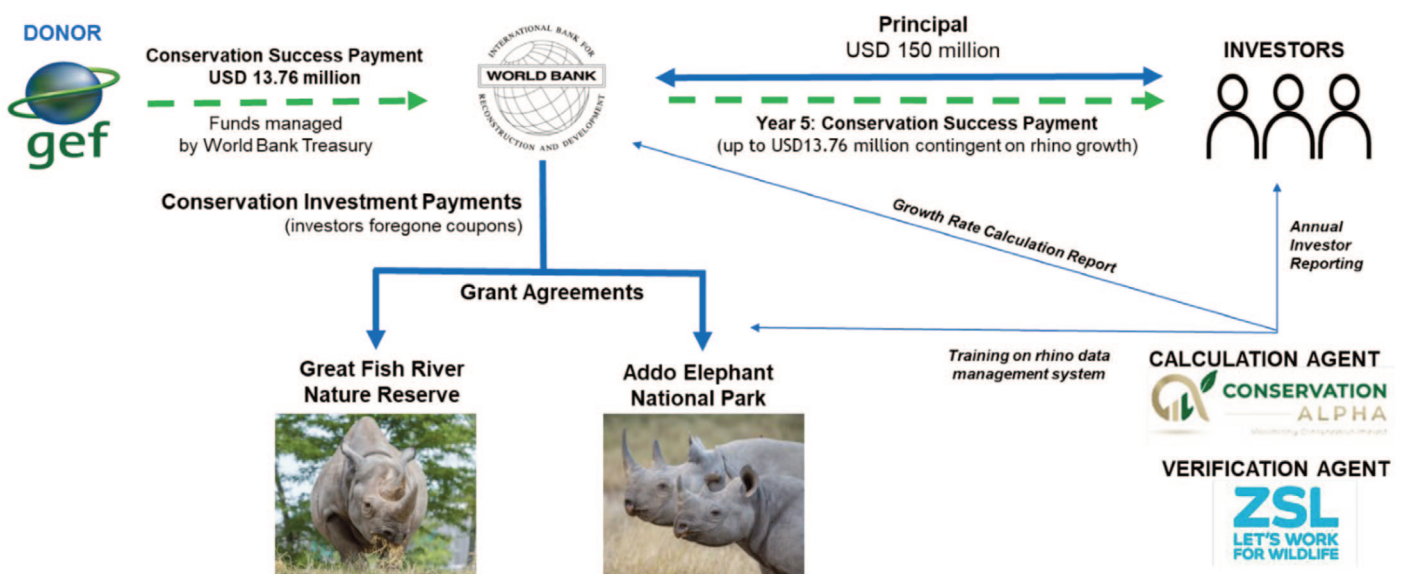 DONOR
gef
Conservation Success Payment
USD 13.76 million
Funds managed
by World Bank Treasury
INTERNATIONAL BANK FOR
WORLD BANK
RECONSTRUCTION AND DEVELOPMENT
Principal
USD 150 million
Year 5: Conservation Success Payment
(up to USD13.76 million contingent on rhino growth)
INVESTORS
Conservation Investment Payments
(investors foregone coupons)
Grant Agreements
Great Fish River
Nature Reserve
Addo Elephant
National Park
Growth Rate Calculation Report
Annual
Investor
Reporting
Training on rhino data
management system
CALCULATION AGENT
CONSERVATION
ALPHA
VERIFICATION AGENT
ZSL
LET'S WORK
FOR WILDLIFE